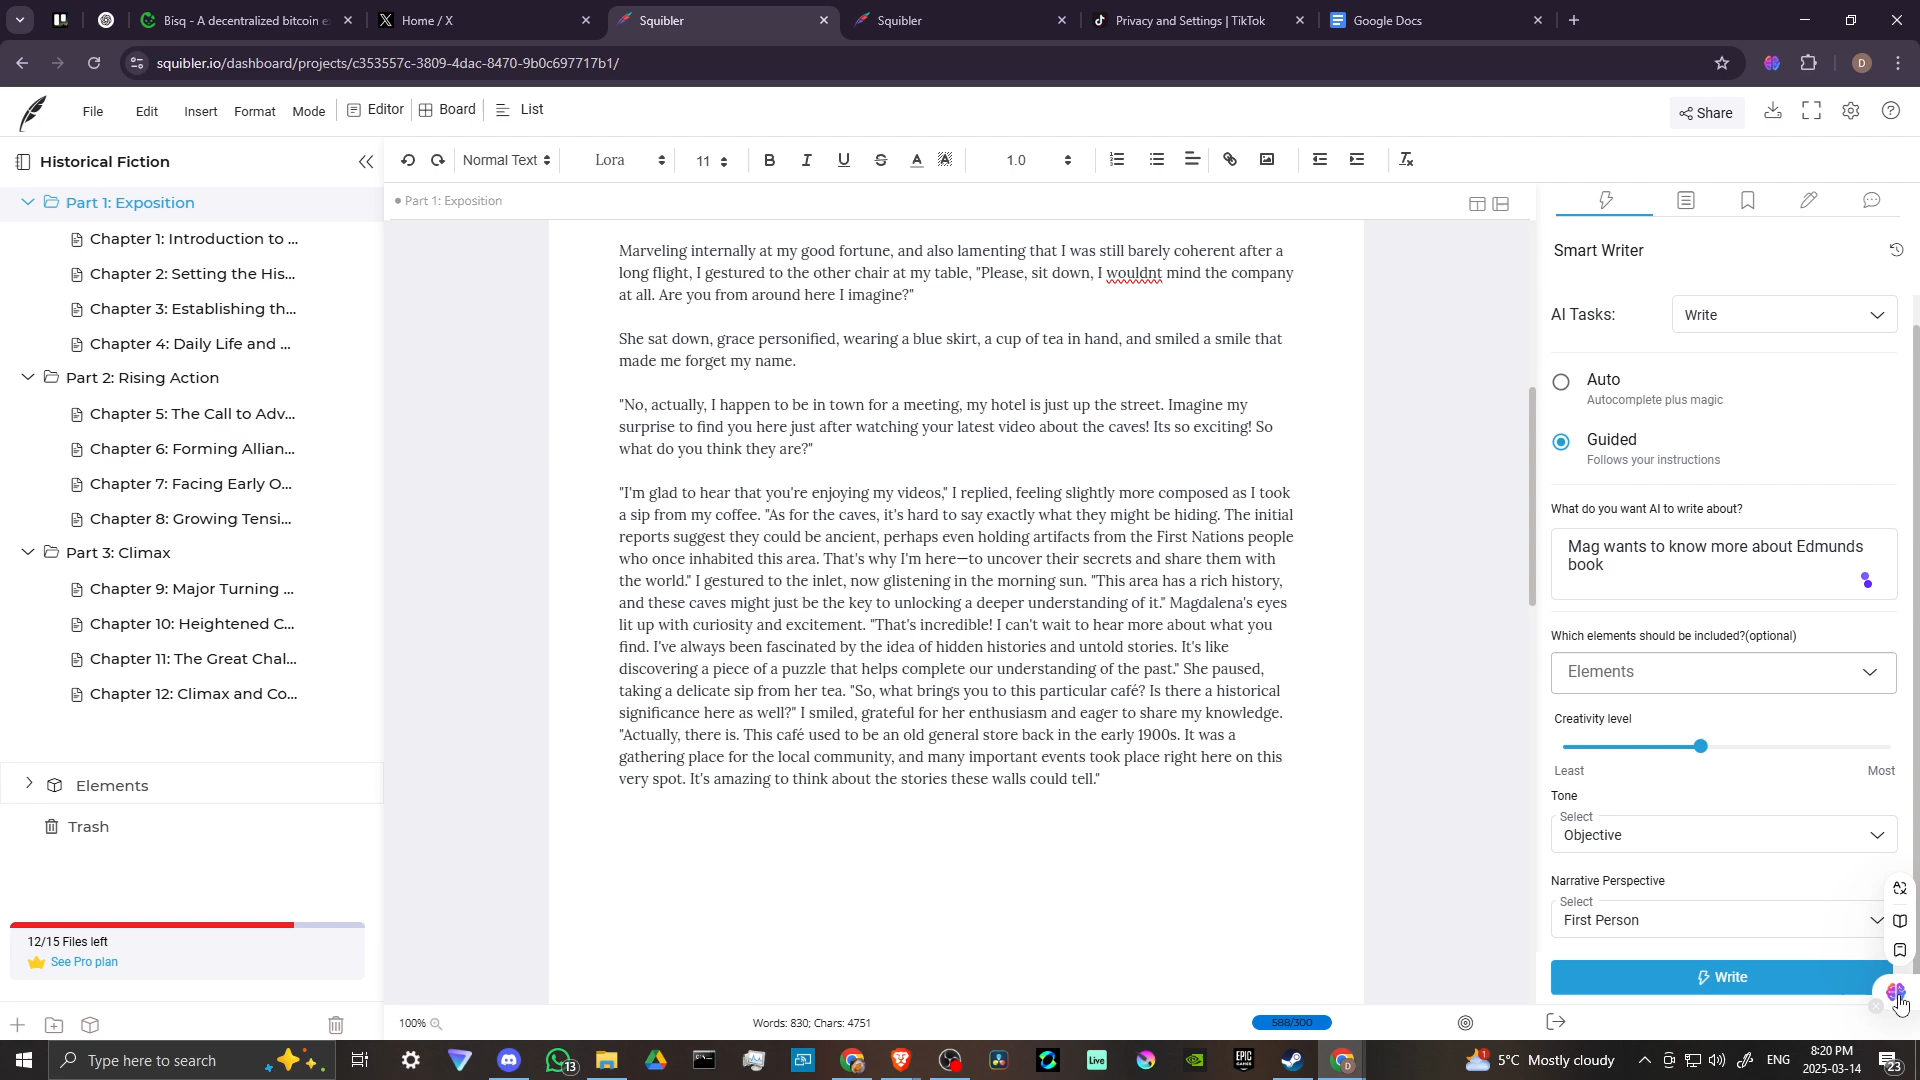 Bisq - A decentralized bitcoin e
Home / X
Squibler
Squibler
Privacy and Settings | TikTok
Google Docs
squibler.io/dashboard/projects/c353557c-3809-4dac-8470-9b0c697717b1/
D
File
Edit
Insert
Format
Mode
Editor
Board
List
Share
Historical Fiction
Normal Text
Lora
11
1.0
Part 1: Exposition
Chapter 1: Introduction to ...
Chapter 2: Setting the His...
Chapter 3: Establishing th...
Chapter 4: Daily Life and ...
Part 2: Rising Action
Chapter 5: The Call to Adv...
Chapter 6: Forming Allian...
Chapter 7: Facing Early O...
Chapter 8: Growing Tensi...
Part 3: Climax
Chapter 9: Major Turning ...
Chapter 10: Heightened C...
Chapter 11: The Great Chal...
Chapter 12: Climax and Co...
Elements
Trash
12/15 Files left
See Pro plan
Part 1: Exposition
Marveling internally at my good fortune, and also lamenting that I was still barely coherent after a
long flight, I gestured to the other chair at my table, "Please, sit down, I wouldnt mind the company
at all. Are you from around here I imagine?"
She sat down, grace personified, wearing a blue skirt, a cup of tea in hand, and smiled a smile that
made me forget my name.
"No, actually, I happen to be in town for a meeting, my hotel is just up the street. Imagine my
surprise to find you here just after watching your latest video about the caves! Its so exciting! So
what do you think they are?"
"I'm glad to hear that you're enjoying my videos," I replied, feeling slightly more composed as I took
a sip from my coffee. "As for the caves, it's hard to say exactly what they might be hiding. The initial
reports suggest they could be ancient, perhaps even holding artifacts from the First Nations people
who once inhabited this area. That's why I'm here—to uncover their secrets and share them with
the world." I gestured to the inlet, now glistening in the morning sun. "This area has a rich history,
and these caves might just be the key to unlocking a deeper understanding of it." Magdalena's eyes
lit up with curiosity and excitement. "That's incredible! I can't wait to hear more about what you
find. I've always been fascinated by the idea of hidden histories and untold stories. It's like
discovering a piece of a puzzle that helps complete our understanding of the past." She paused,
taking a delicate sip from her tea. "So, what brings you to this particular café? Is there a historical
significance here as well?" I smiled, grateful for her enthusiasm and eager to share my knowledge.
"Actually, there is. This café used to be an old general store back in the early 1900s. It was a
gathering place for the local community, and many important events took place right here on this
very spot. It's amazing to think about the stories these walls could tell."
Smart Writer
AI Tasks:
Write
Auto
Autocomplete plus magic
Guided
Follows your instructions
What do you want AI to write about?
Mag wants to know more about Edmunds
book
Which elements should be included?(optional)
Elements
Creativity level
Least
Most
Tone
Select
Objective
Narrative Perspective
Select
First Person
Write
100%
Words: 830; Chars: 4751
588/300
Type here to search
13
Live
EPIC GAMES
1
5°C Mostly cloudy
ENG
8:20 PM
2025-03-14
23